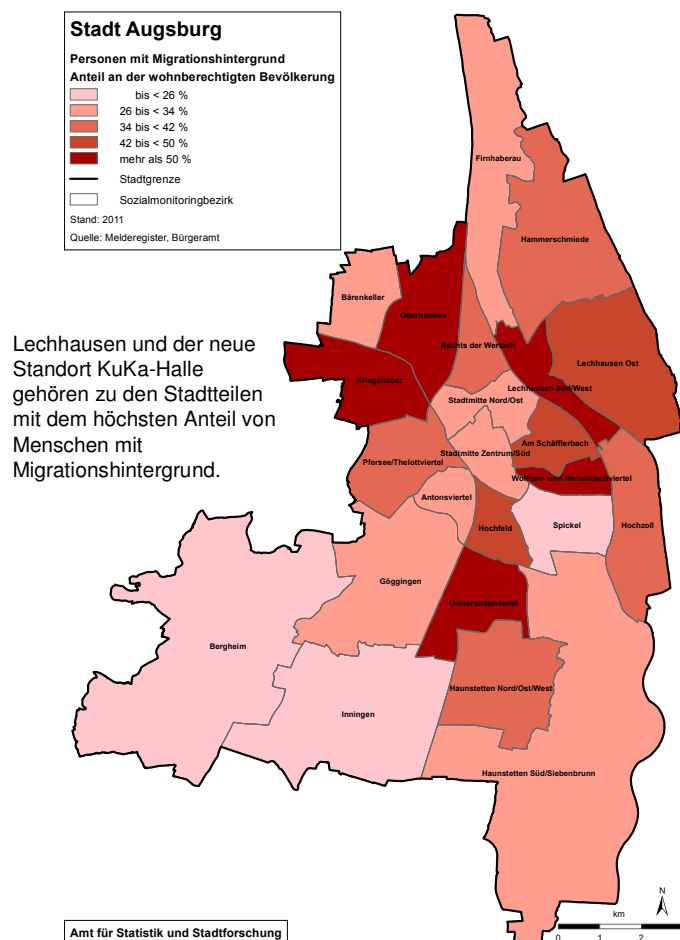 Stadt Augsburg
Personen mit Migrationshintergrund
Anteil an der wohnberechtigten Bevölkerung
bis < 26 %
26 bis < 34 %
34 bis < 42 %
42 bis < 50 %
mehr als 50 %
Stadtgrenze
Sozialmonitoringbezirk
Stand: 2011
Quelle: Melderegister, Bürgeramt
Lechhausen und der neue
Standort KuKa-Halle
gehören zu den Stadtteilen
mit dem höchsten Anteil von
Menschen mit
Migrationshintergrund.
Firnhaberau
Hammerschmiede
Bärenkeller
Oberhausen
Rechts der Wertach
Lechhausen Ost
Kriegshaber
Lechhausen Süd/West
Stadtmitte Nord/Ost
Am Schäfflerbach
Stadtmitte Zentrum/Süd
Pfersee/Thelottviertel
Wolfram- und Herrenbachviertel
Antonsviertel
Hochfeld
Spickel
Hochzoll
Göggingen
Universitätsviertel
Bergheim
Haunstetten Nord/Ost/West
Inningen
Haunstetten Süd/Siebenbrunn
N
km
0 1 2
Amt für Statistik und Stadtforschung